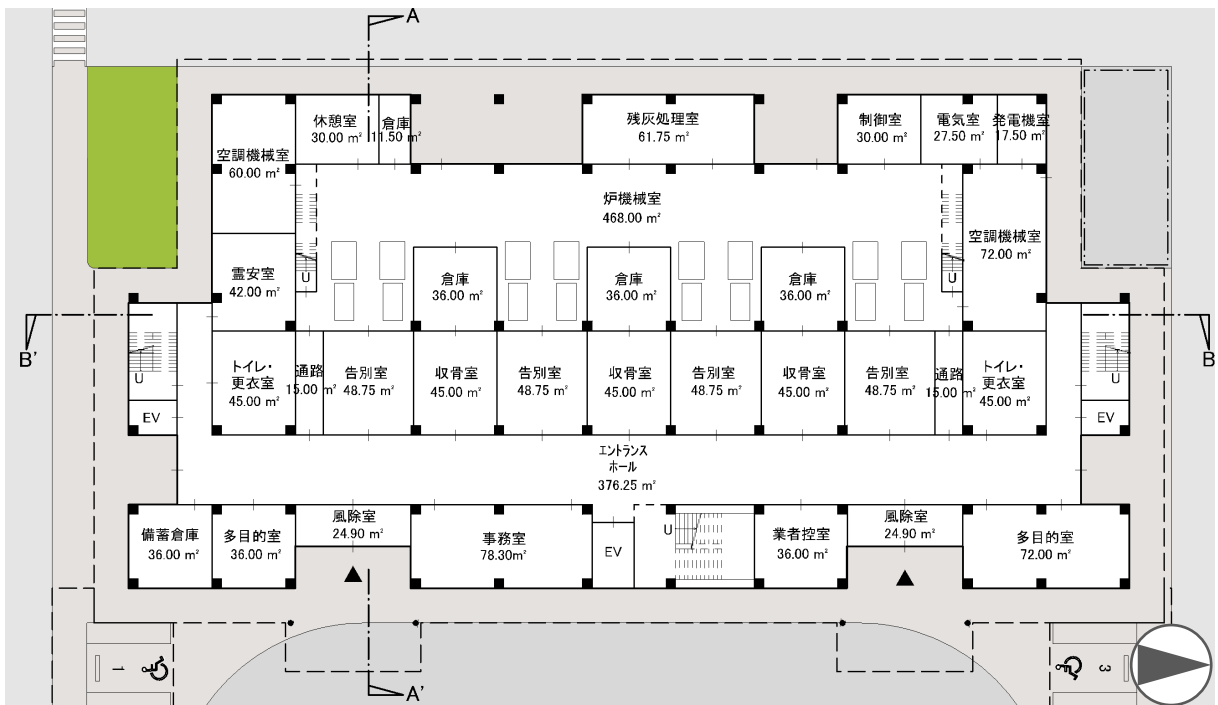 A
休憩室
30.00 ㎡
倉庫
11.50 ㎡
残灰処理室
61.75 ㎡
制御室
30.00 ㎡
電気室
27.50 ㎡
発電機室
17.50 ㎡
空調機械室
60.00 ㎡
炉機械室
468.00 ㎡
空調機械室
72.00 ㎡
霊安室
42.00 ㎡
U
倉庫
36.00 ㎡
倉庫
36.00 ㎡
倉庫
36.00 ㎡
U
B'
B
U
EV
トイレ・
更衣室
45.00 ㎡
通路
15.00 ㎡
告別室
48.75 ㎡
収骨室
45.00 ㎡
告別室
48.75 ㎡
収骨室
45.00 ㎡
告別室
48.75 ㎡
収骨室
45.00 ㎡
告別室
48.75 ㎡
通路
15.00 ㎡
トイレ・
更衣室
45.00 ㎡
U
EV
エントランス
ホール
376.25 ㎡
備蓄倉庫
36.00 ㎡
多目的室
36.00 ㎡
風除室
24.90 ㎡
事務室
78.30㎡
EV
U
業者控室
36.00 ㎡
風除室
24.90 ㎡
多目的室
72.00 ㎡
1
A'
3